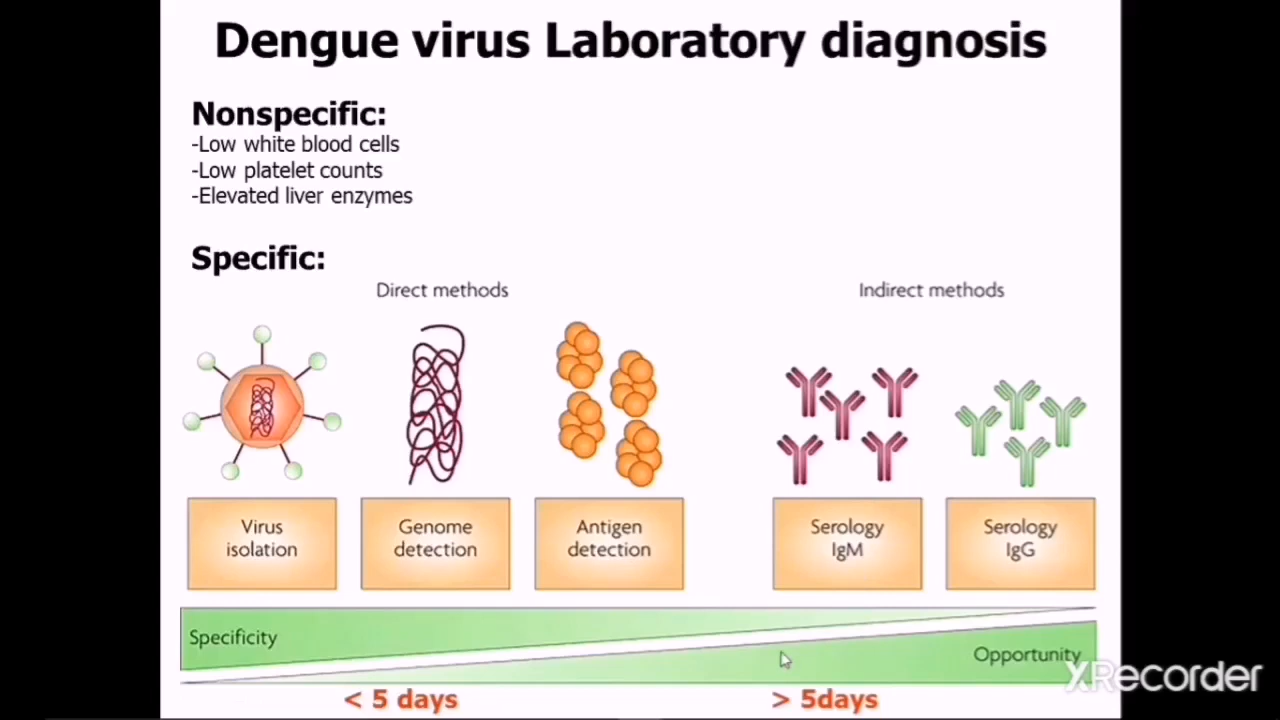 Dengue virus Laboratory diagnosis
Nonspecific:
-Low white blood cells
-Low platelet counts
-Elevated liver enzymes
Specific:
Direct methods
Indirect methods
Virus
isolation
Genome
detection
Antigen
detection
Serology
IgM
Serology
IgG
Specificity
Opportunity
XRecorder
< 5 days
> 5days